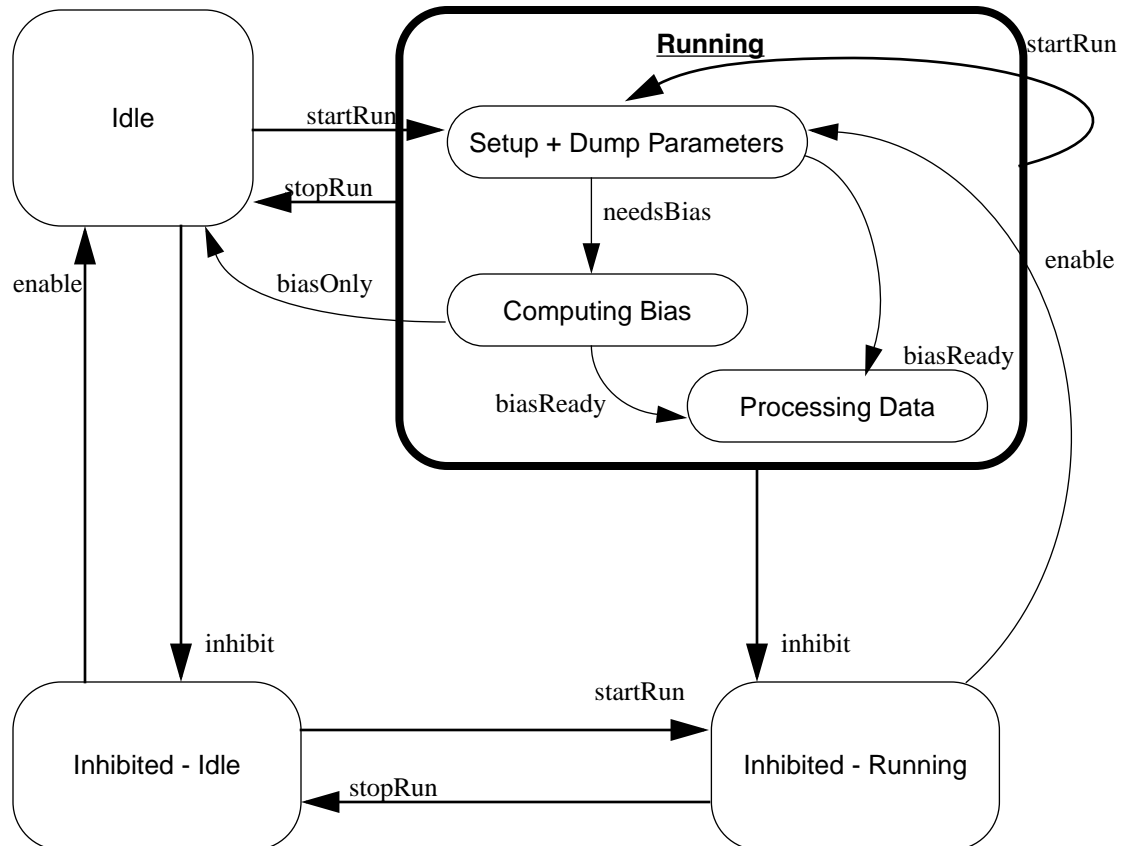 Running
startRun
Idle
startRun
Setup + Dump Parameters
stopRun
needsBias
enable
biasOnly
enable
Computing Bias
biasReady
biasReady
Processing Data
inhibit
inhibit
startRun
Inhibited - Idle
Inhibited - Running
stopRun